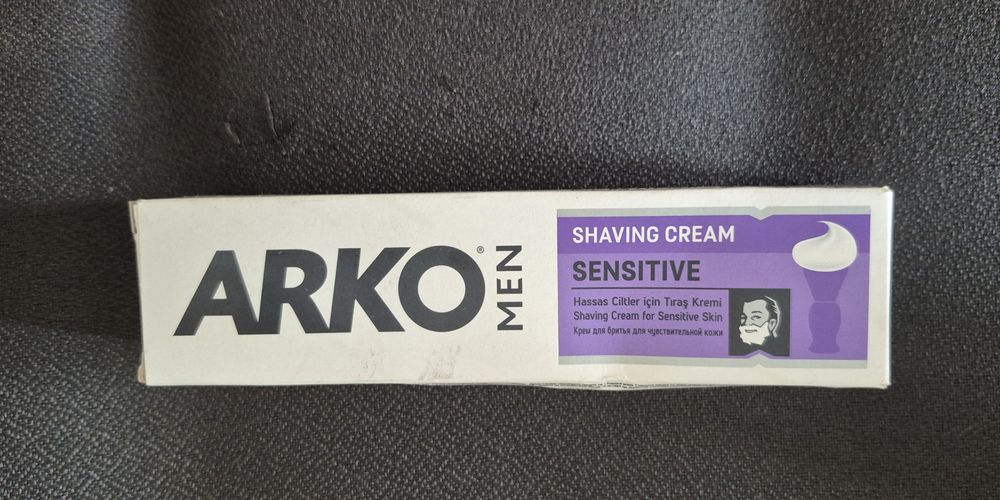 ARKO®
MEN
SHAVING CREAM
SENSITIVE
Hassas Ciltler için Tıraş Kremi
Shaving Cream for Sensitive Skin
Крем для бритья для чувствительной кожи